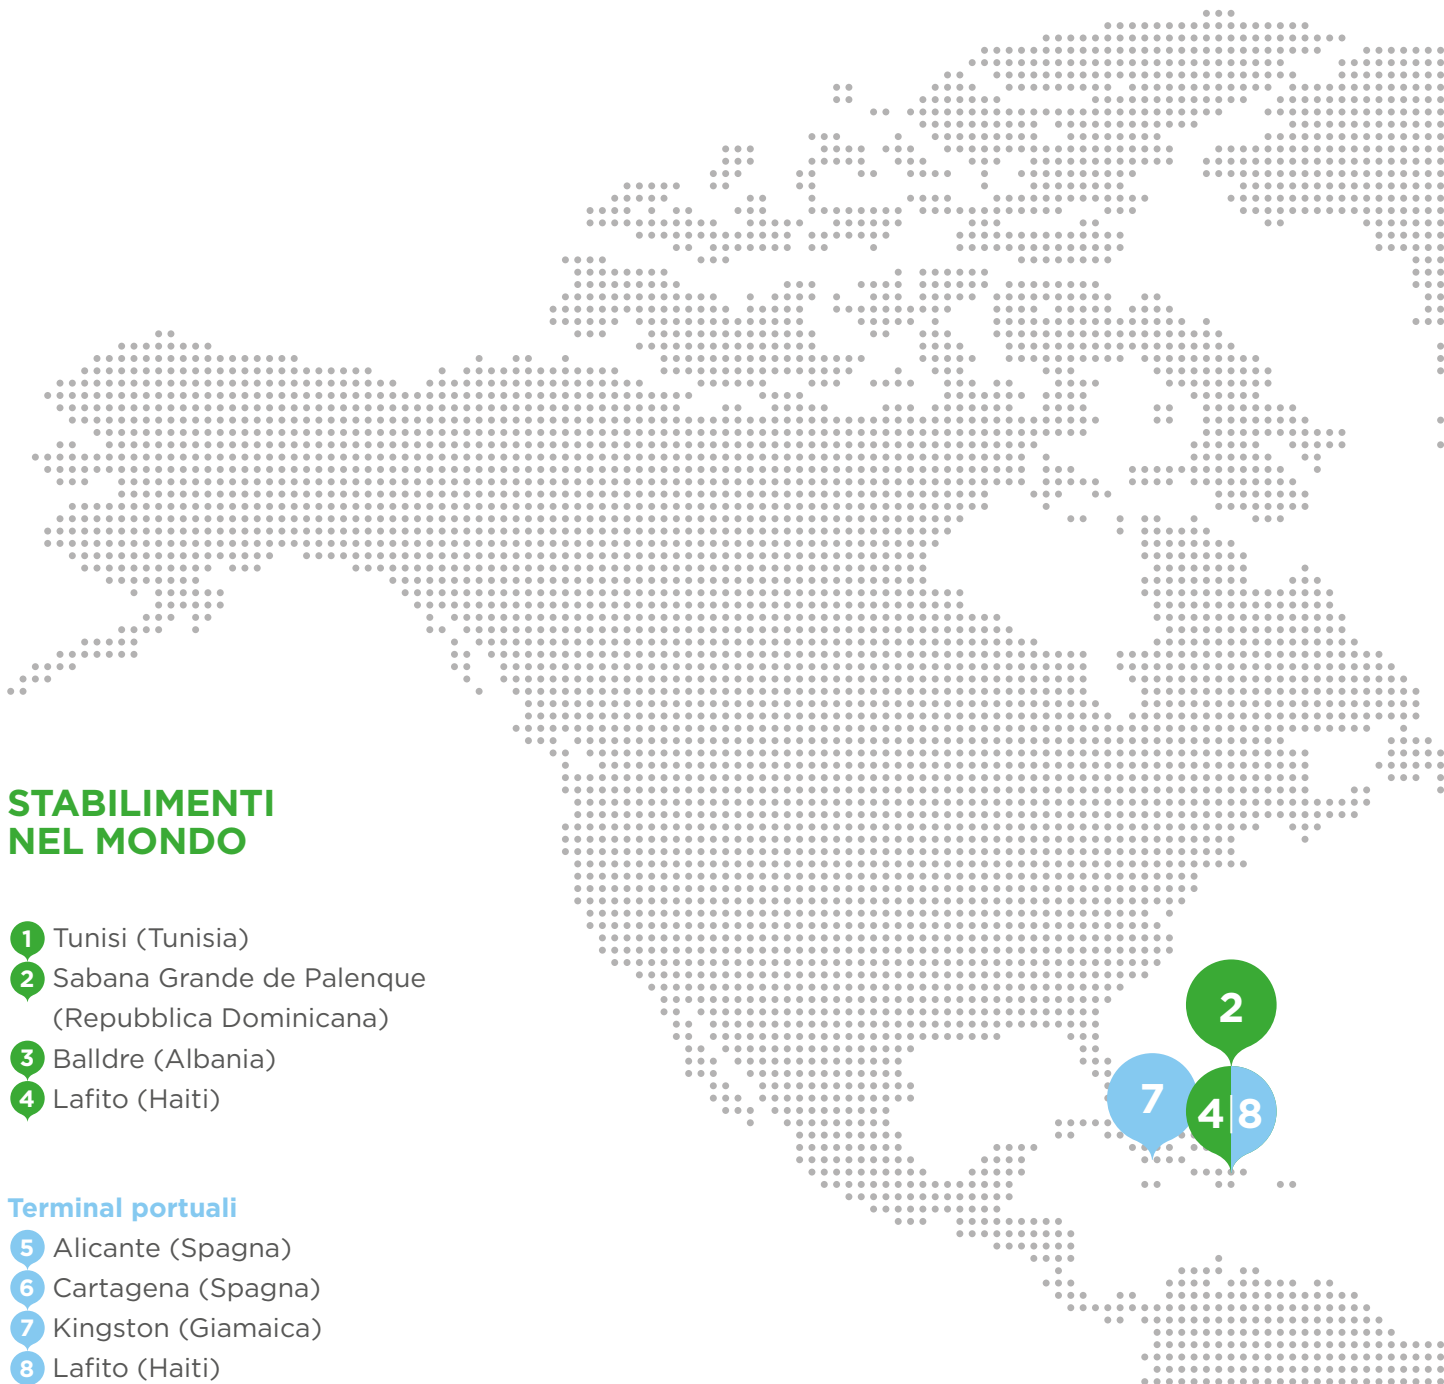 STABILIMENTI
NEL MONDO
1 Tunisi (Tunisia)
2 Sabana Grande de Palenque
(Repubblica Dominicana)
3 Balldre (Albania)
4 Lafito (Haiti)
Terminal portuali
5 Alicante (Spagna)
6 Cartagena (Spagna)
7 Kingston (Giamaica)
8 Lafito (Haiti)
2
7
4|8